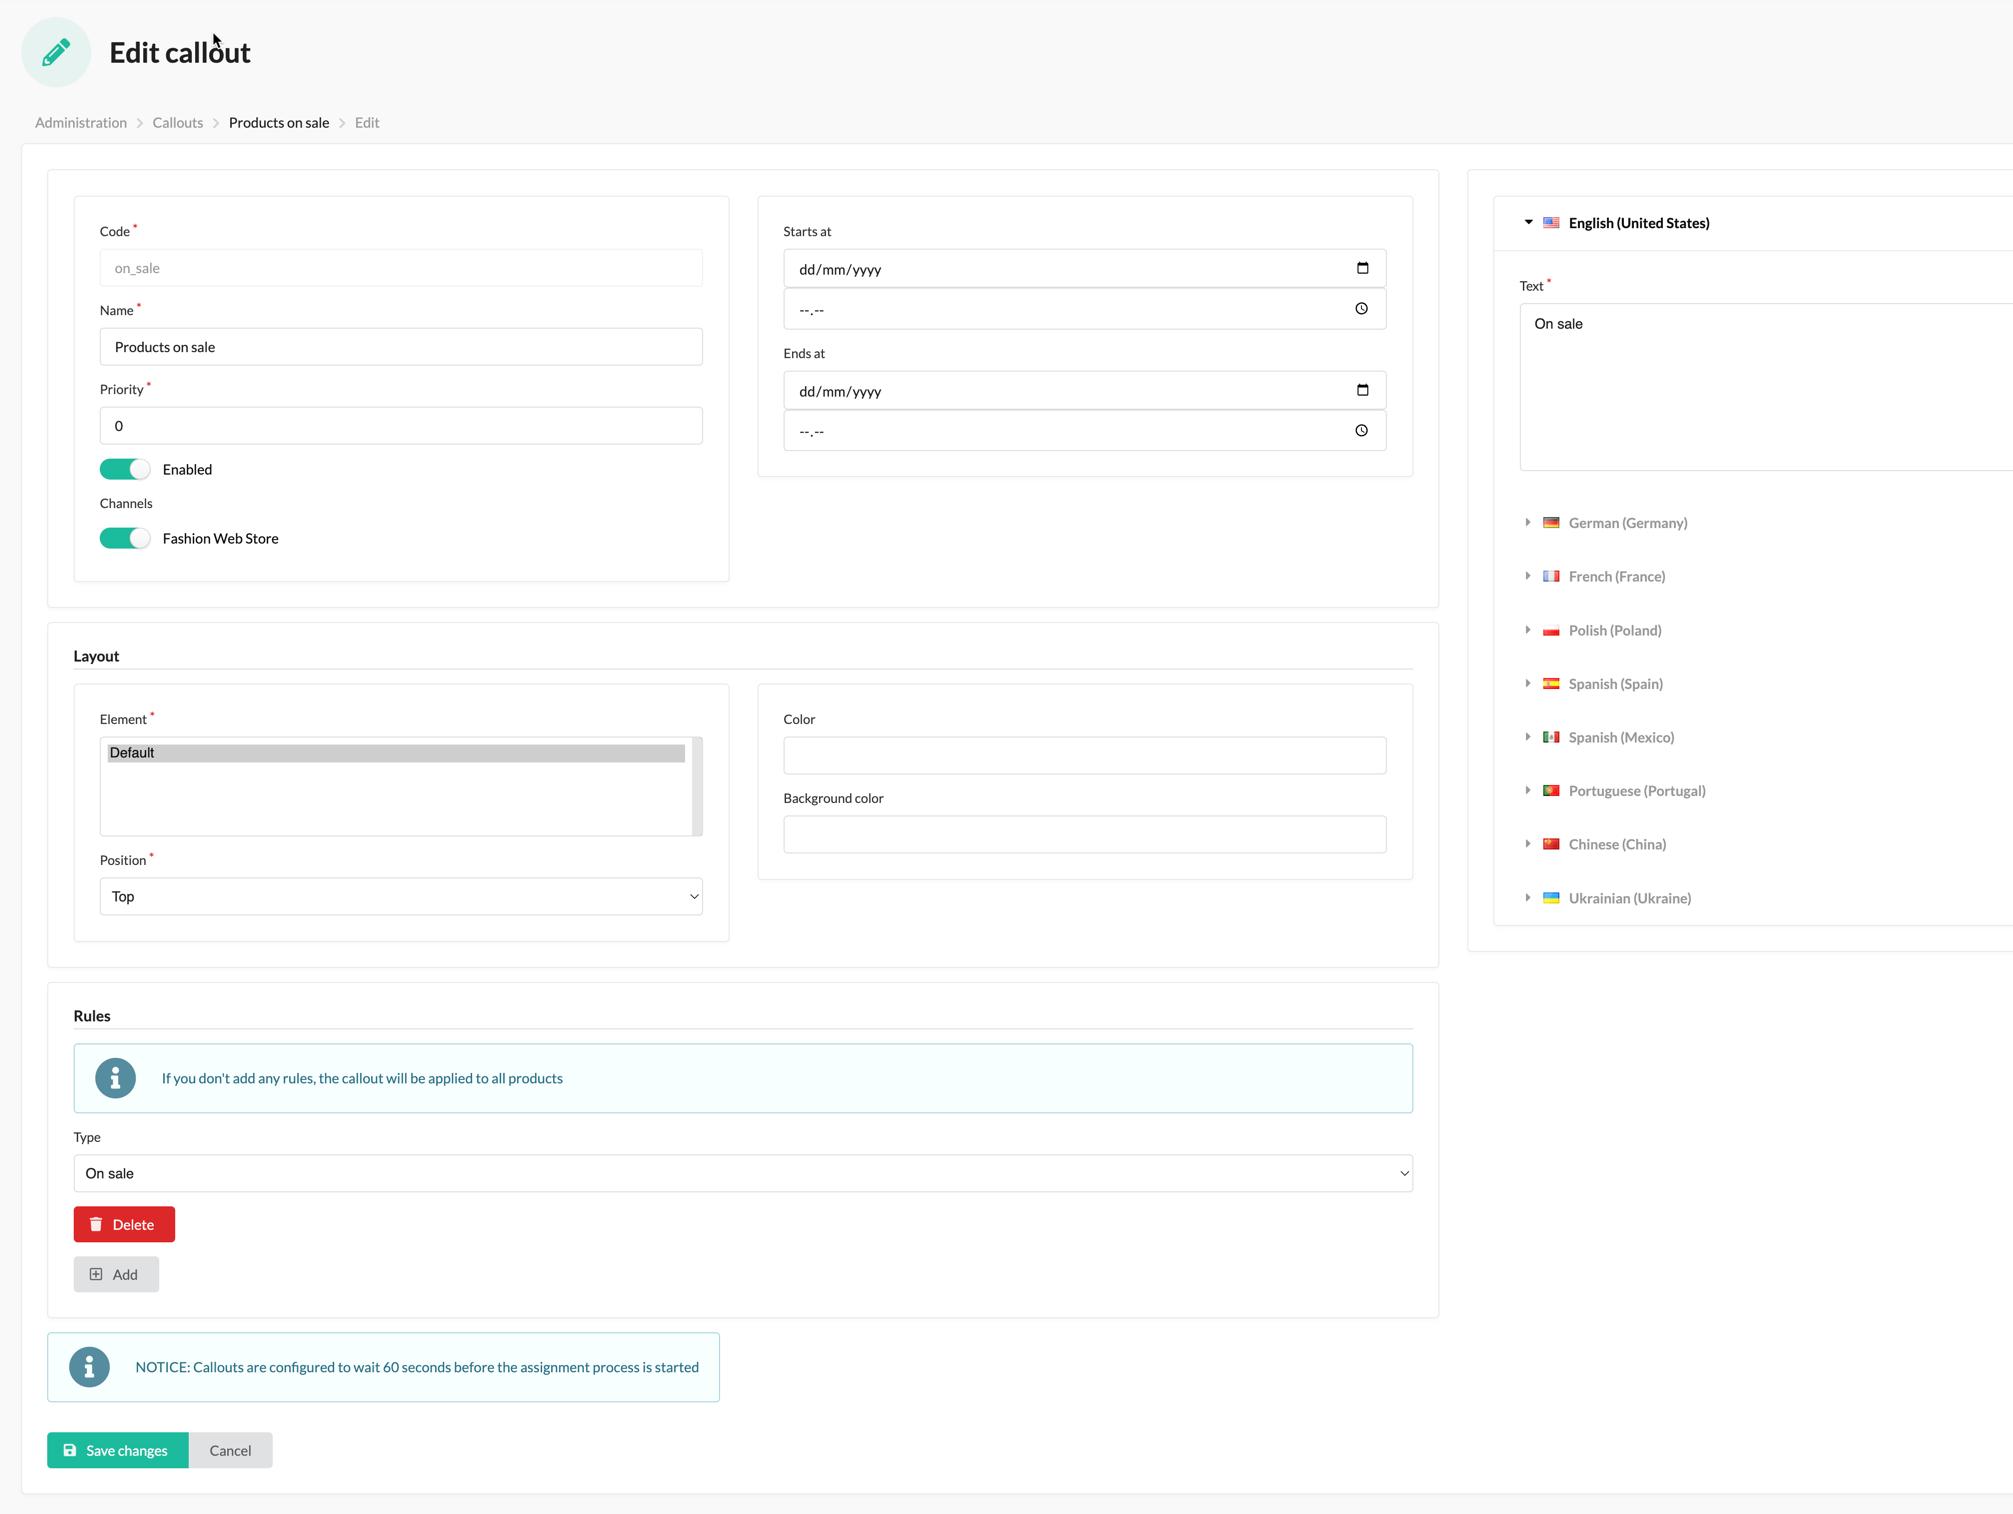 Edit callout
Administration > Callouts > Products on sale > Edit
Code *
on_sale
Name *
Products on sale
Priority *
0
Enabled
Channels
Fashion Web Store
Starts at
dd/mm/yyyy
--.--
Ends at
dd/mm/yyyy
--.--
Layout
Element *
Default
Position *
Top
Color
Background color
Rules
If you don't add any rules, the callout will be applied to all products
Type
On sale
Delete
Add
NOTICE: Callouts are configured to wait 60 seconds before the assignment process is started
Save changes
Cancel
English (United States)
Text *
On sale
German (Germany)
French (France)
Polish (Poland)
Spanish (Spain)
Spanish (Mexico)
Portuguese (Portugal)
Chinese (China)
Ukrainian (Ukraine)